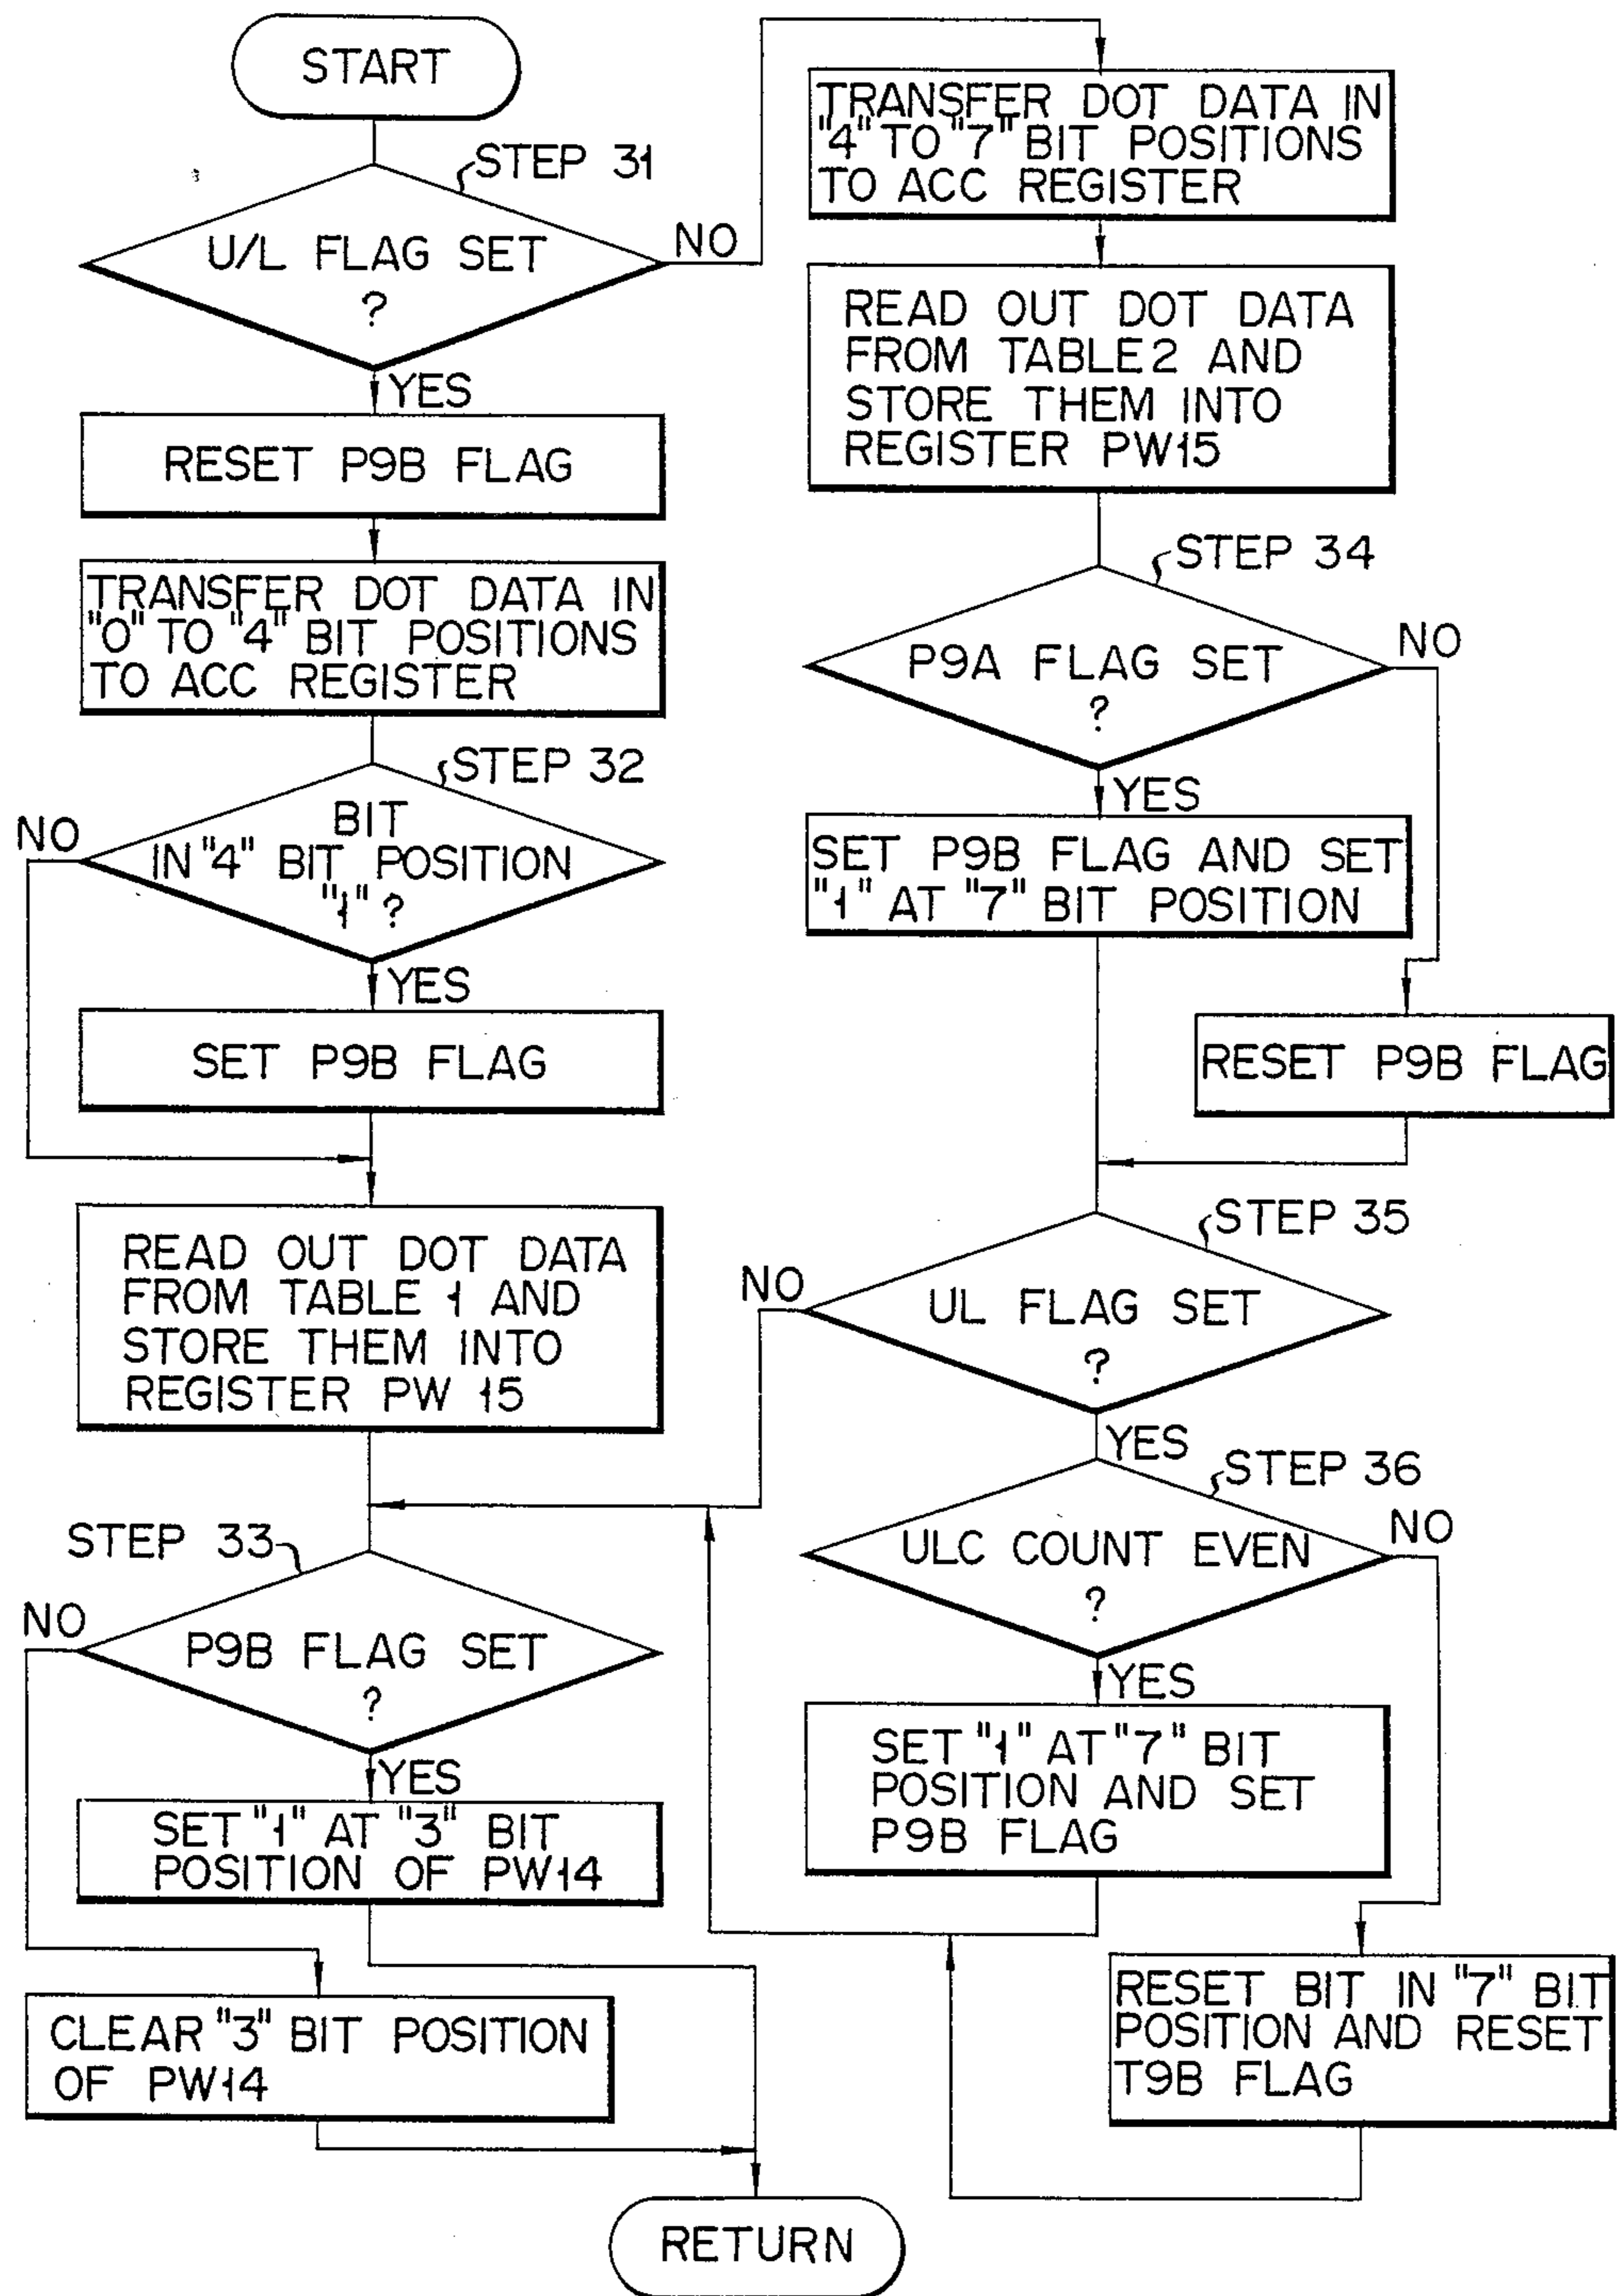 START
STEP 31
U/L FLAG SET
?
NO
YES
RESET P9B FLAG
TRANSFER DOT DATA IN
"0" TO "4" BIT POSITIONS
TO ACC REGISTER
STEP 32
NO
BIT
IN "4" BIT POSITION
"1" ?
YES
SET P9B FLAG
READ OUT DOT DATA
FROM TABLE 1 AND
STORE THEM INTO
REGISTER PW 15
STEP 33
NO
P9B FLAG SET
?
YES
SET "1" AT "3" BIT
POSITION OF PW14
CLEAR "3" BIT POSITION
OF PW14
TRANSFER DOT DATA IN
"4" TO "7" BIT POSITIONS
TO ACC REGISTER
READ OUT DOT DATA
FROM TABLE 2 AND
STORE THEM INTO
REGISTER PW15
STEP 34
NO
P9A FLAG SET
?
YES
SET P9B FLAG AND SET
"1" AT "7" BIT POSITION
RESET P9B FLAG
STEP 35
NO
UL FLAG SET
?
YES
STEP 36
NO
ULC COUNT EVEN
?
YES
SET "1" AT "7" BIT
POSITION AND SET
P9B FLAG
RESET BIT IN "7" BIT
POSITION AND RESET
T9B FLAG
RETURN